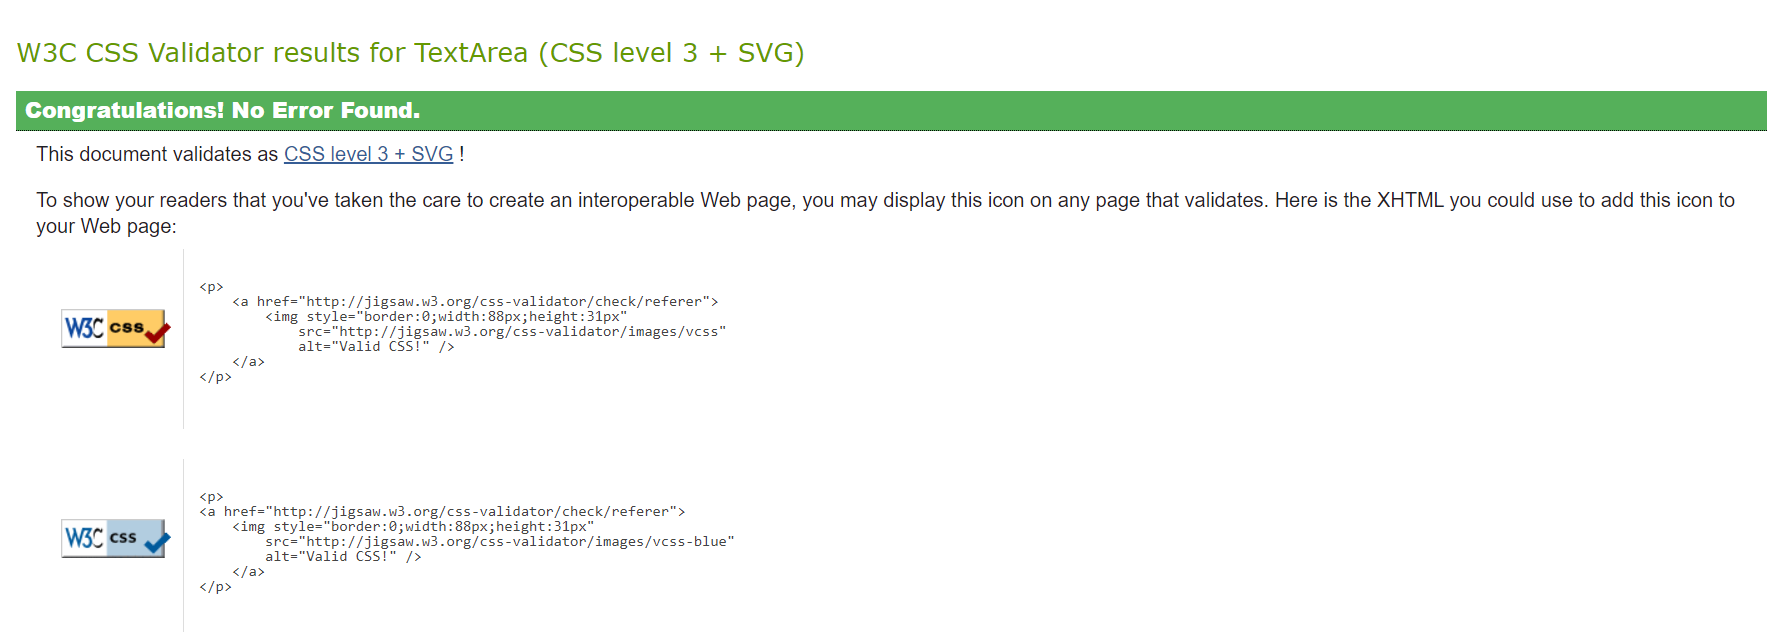 W3C CSS Validator results for TextArea (CSS level 3 + SVG)
Congratulations! No Error Found.
This document validates as CSS level 3 + SVG !
To show your readers that you've taken the care to create an interoperable Web page, you may display this icon on any page that validates. Here is the XHTML you could use to add this icon to
your Web page:
W3C css
<p>
    <a href="http://jigsaw.w3.org/css-validator/check/referer">
        <img style="border:0;width:88px;height:31px"
            src="http://jigsaw.w3.org/css-validator/images/vcss"
            alt="Valid CSS!" />
    </a>
</p>
W3C css
<p>
<a href="http://jigsaw.w3.org/css-validator/check/referer">
    <img style="border:0;width:88px;height:31px"
        src="http://jigsaw.w3.org/css-validator/images/vcss-blue"
        alt="Valid CSS!" />
    </a>
</p>